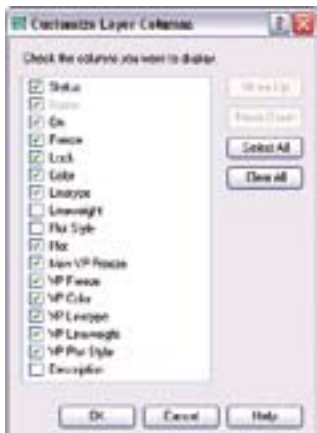 Customize Layer Columns
Check the columns you want to display.
Status
Name
On
Freeze
Lock
Color
Linetype
Lineweight
Plot Style
Plot
New VP Freeze
VP Freeze
VP Color
VP Linetype
VP Lineweight
VP Plot Style
Description
Move Up
Move Down
Select All
Clear All
OK
Cancel
Help